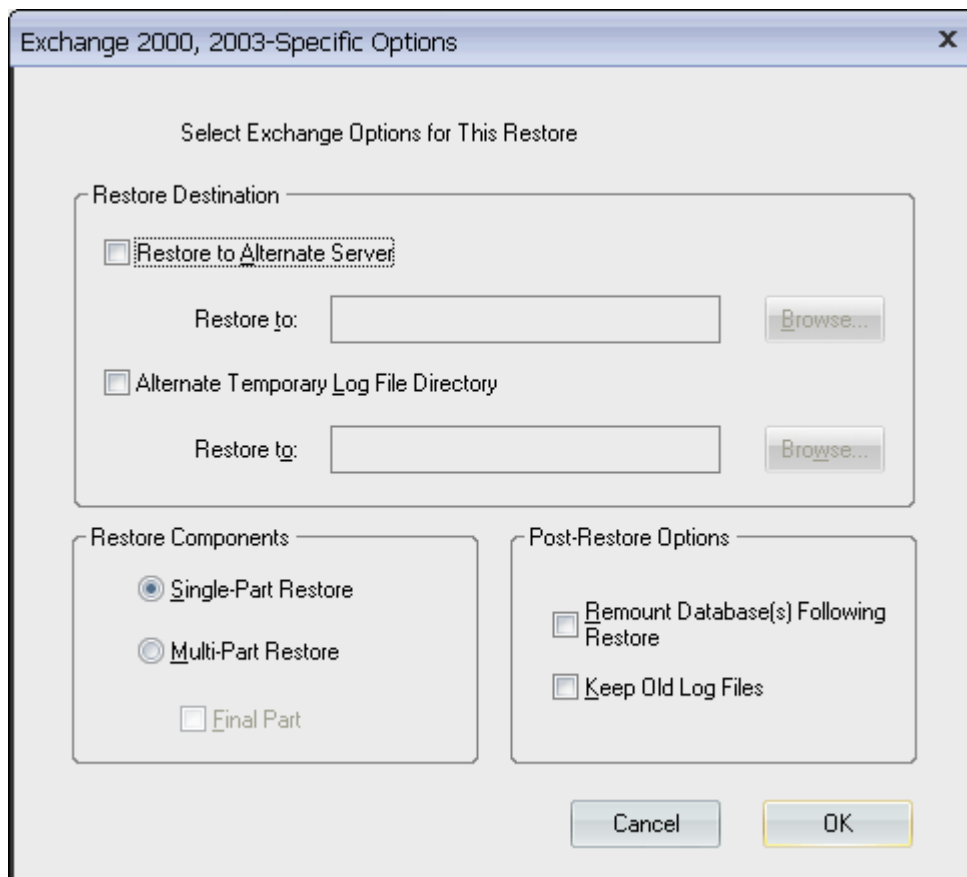 Exchange 2000, 2003-Specific Options
x
Select Exchange Options for This Restore
Restore Destination
Restore to Alternate Server
Restore to:
Browse...
Alternate Temporary Log File Directory
Restore to:
Browse...
Restore Components
Single-Part Restore
Multi-Part Restore
Final Part
Post-Restore Options
Remount Database(s) Following
Restore
Keep Old Log Files
Cancel
OK